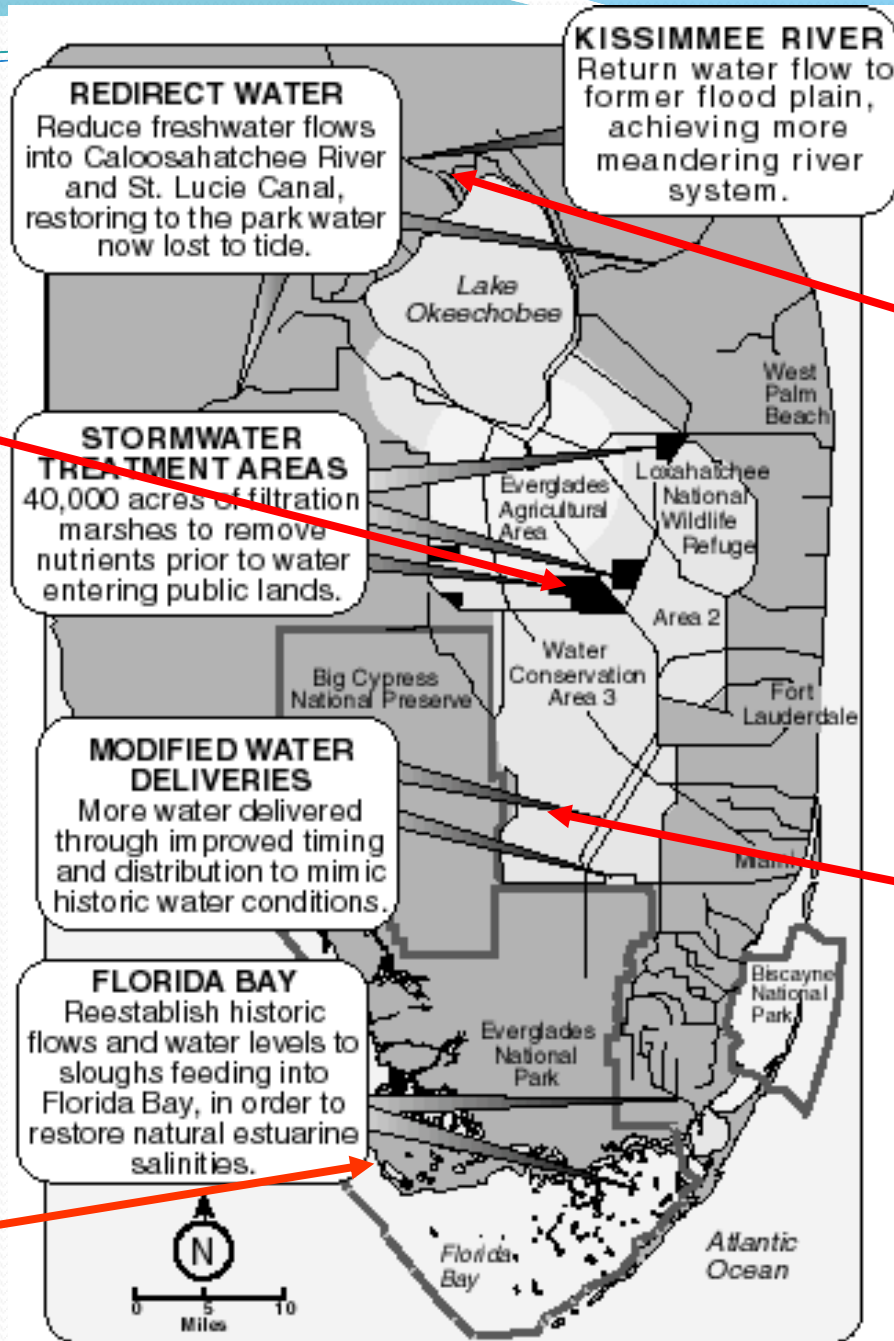 KISSIMMEE RIVER
Return water flow to
former flood plain,
achieving more
meandering river
system.
REDIRECT WATER
Reduce freshwater flows
into Caloosahatchee River
and St. Lucie Canal,
restoring to the park water
now lost to tide.
Lake
Okeechobee
West
Palm
Beach
STORMWATER
TREATMENT AREAS
40,000 acres of filtration
marshes to remove
nutrients prior to water
entering public lands.
Everglades
Agricultural
Area
Loxahatchee
National
Wildlife
Refuge
Area 2
Water
Conservation
Area 3
Big Cypress
National Preserve
Fort
Lauderdale
MODIFIED WATER
DELIVERIES
More water delivered
through improved timing
and distribution to mimic
historic water conditions.
Miami
Biscayne
National
Park
FLORIDA BAY
Reestablish historic
flows and water levels to
sloughs feeding into
Florida Bay, in order to
restore natural estuarine
salinities.
Everglades
National
Park
N
0 5 10
Miles
Florida
Bay
Atlantic
Ocean